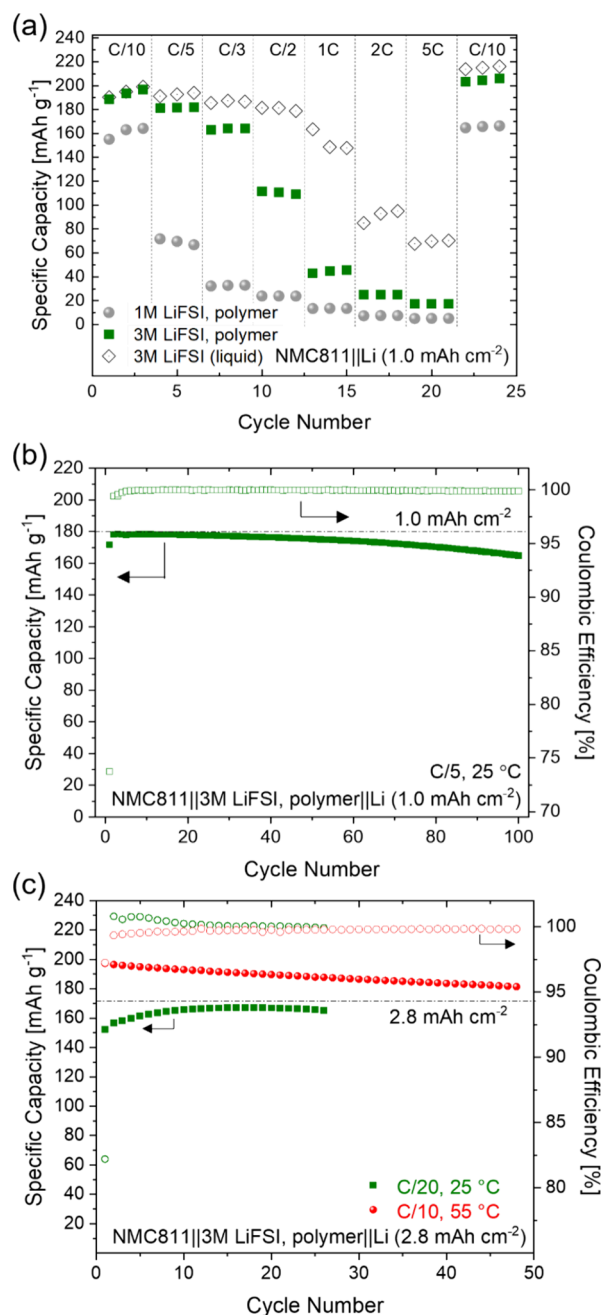 (a)
C/10 C/5 C/3 C/2 1C 2C 5C C/10
240
220
200
180
160
140
120
100
80
60
40
20
0
Specific Capacity [mAh g⁻¹]
1M LiFSI, polymer
3M LiFSI, polymer
3M LiFSI (liquid) NMC811||Li (1.0 mAh cm⁻²)
0 5 10 15 20 25
Cycle Number
(b)
220
200
180
160
140
120
100
80
60
40
20
0
Specific Capacity [mAh g⁻¹]
1.0 mAh cm⁻²
C/5, 25 °C
NMC811||3M LiFSI, polymer||Li (1.0 mAh cm⁻²)
100
95
90
85
80
75
70
Coulombic Efficiency [%]
0 20 40 60 80 100
Cycle Number
(c)
240
220
200
180
160
140
120
100
80
60
40
20
Specific Capacity [mAh g⁻¹]
2.8 mAh cm⁻²
C/20, 25 °C
C/10, 55 °C
NMC811||3M LiFSI, polymer||Li (2.8 mAh cm⁻²)
100
95
90
85
80
Coulombic Efficiency [%]
0 10 20 30 40 50
Cycle Number